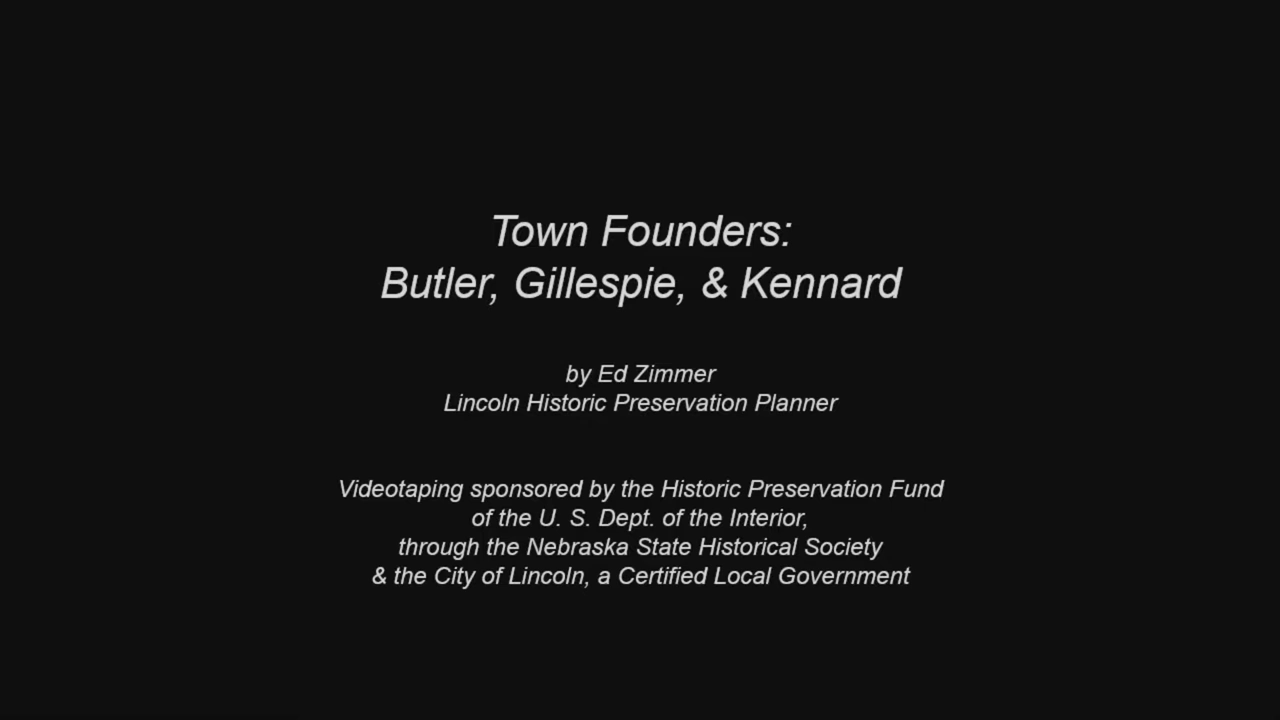 Town Founders:
Butler, Gillespie, & Kennard
by Ed Zimmer
Lincoln Historic Preservation Planner
Videotaping sponsored by the Historic Preservation Fund
of the U. S. Dept. of the Interior,
through the Nebraska State Historical Society
& the City of Lincoln, a Certified Local Government